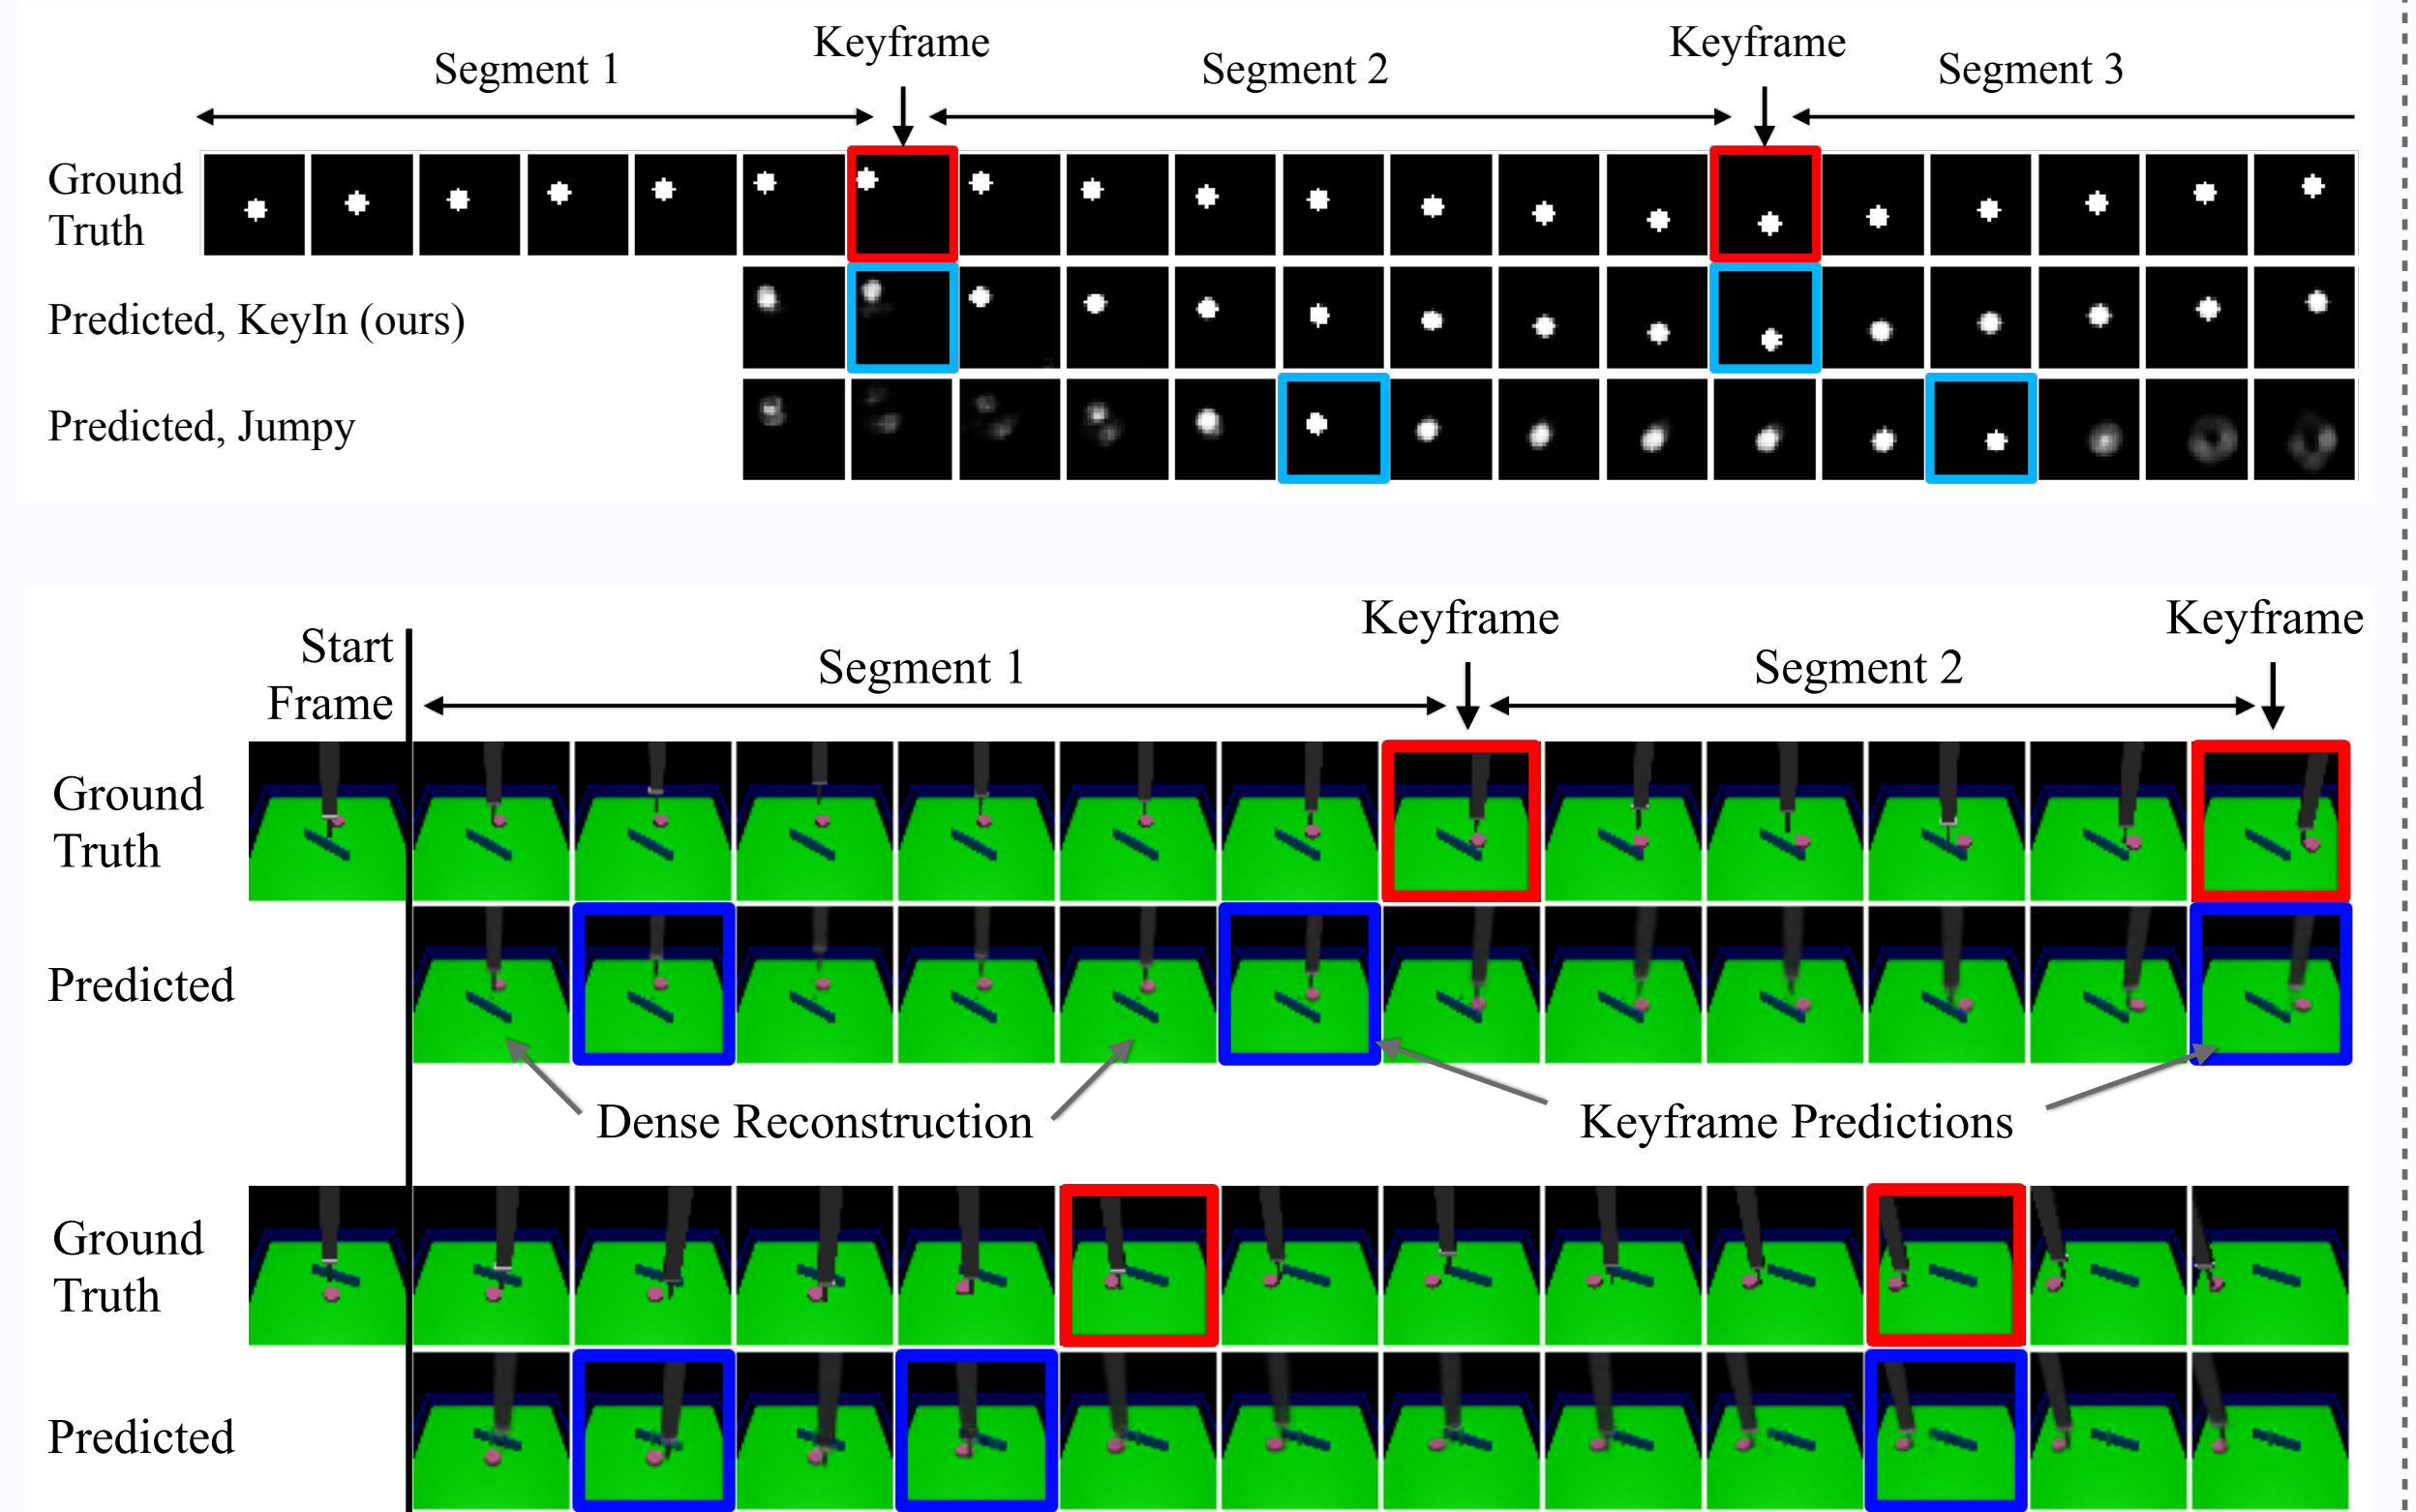 Keyframe
Keyframe
Segment 1
Segment 2
Segment 3
Ground
Truth
Predicted, KeyIn (ours)
Predicted, Jumpy
Keyframe
Keyframe
Start
Frame
Segment 1
Segment 2
Ground
Truth
Predicted
Dense Reconstruction
Keyframe Predictions
Ground
Truth
Predicted